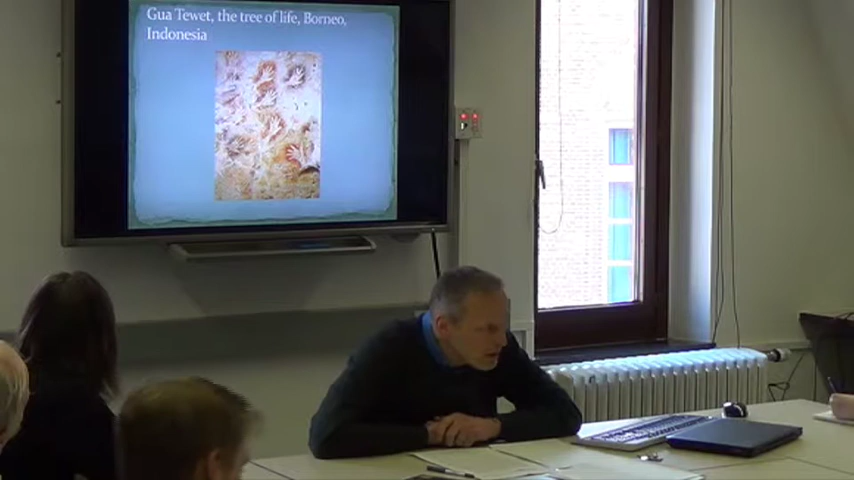 Gua Tewet, the tree of life, Borneo,
Indonesia